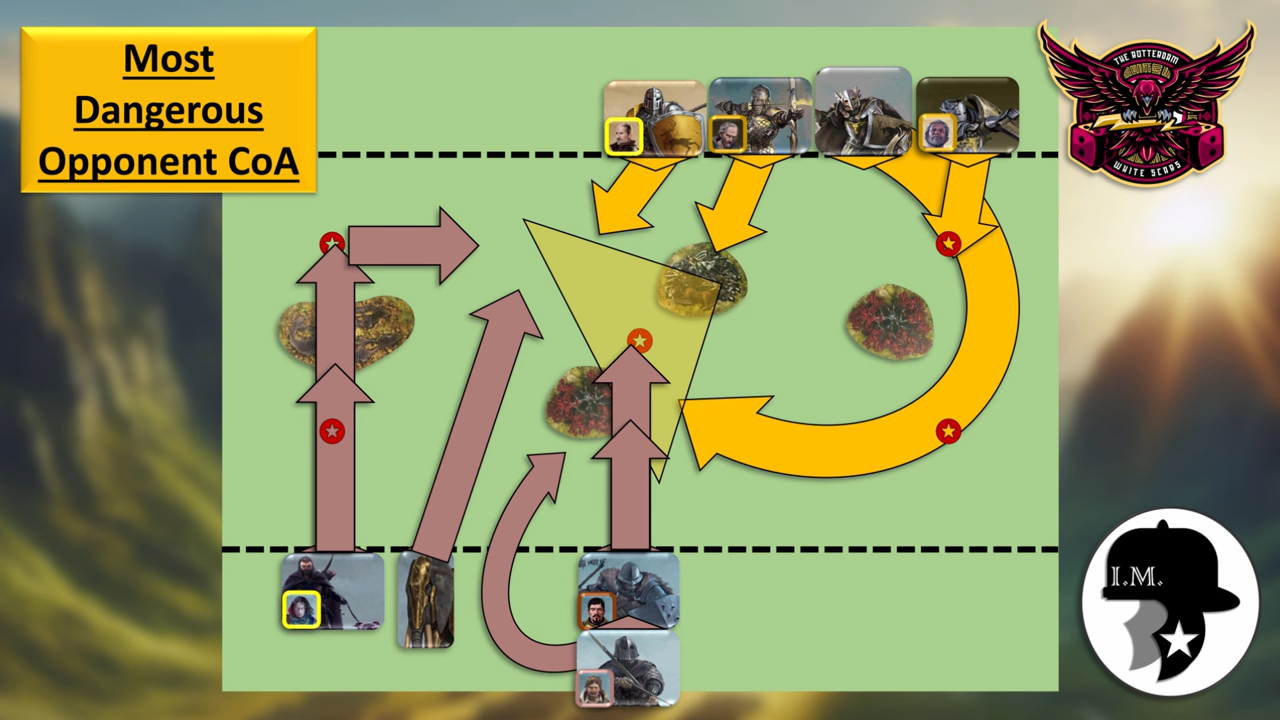 Most
Dangerous
Opponent CoA
THE ROTTERDAM
WHITE SCARS
I.M.